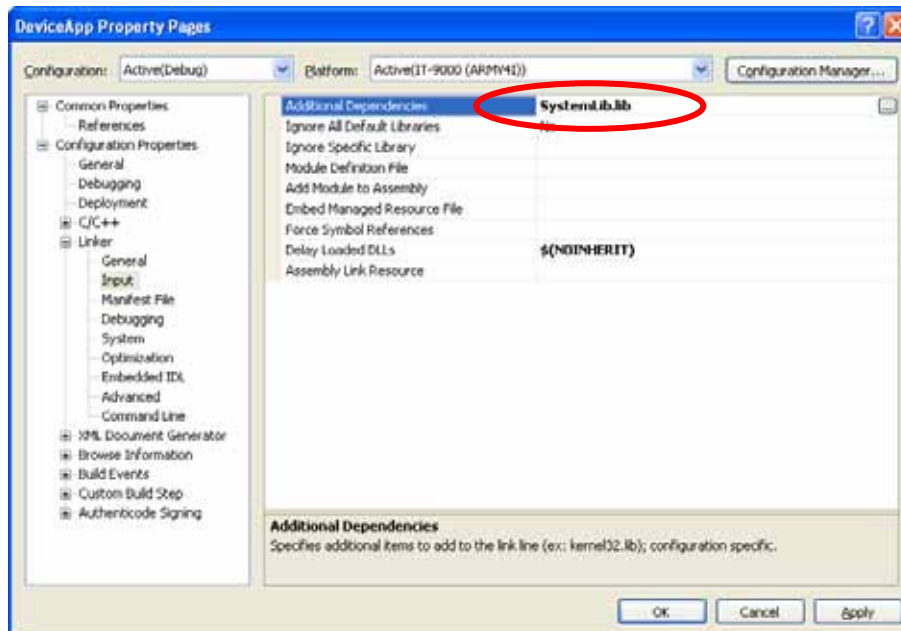 DeviceApp Property Pages
Configuration: Active(Debug) Platform: Active(IT-9000 (ARMV4I)) Configuration Manager...
Common Properties
References
Configuration Properties
General
Debugging
Deployment
C/C++
Linker
General
Input
Manifest File
Debugging
System
Optimization
Embedded IDL
Advanced
Command Line
XML Document Generator
Browse Information
Build Events
Custom Build Step
Authenticode Signing
Additional Dependencies SystemLib.lib ...
Ignore All Default Libraries No
Ignore Specific Library
Module Definition File
Add Module to Assembly
Embed Managed Resource File
Force Symbol References
Delay Loaded DLLs $(NOINHERIT)
Assembly Link Resource
Additional Dependencies
Specifies additional items to add to the link line (ex: kernel32.lib); configuration specific.
OK Cancel Apply